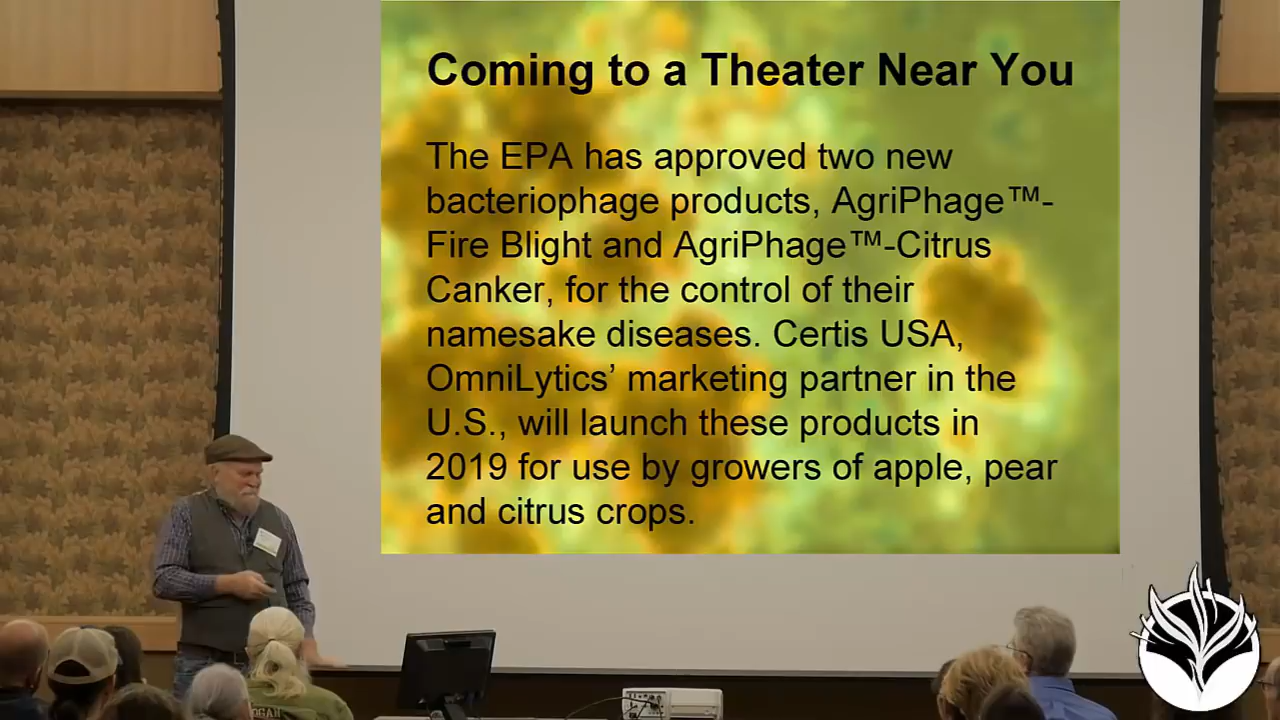 Coming to a Theater Near You
The EPA has approved two new
bacteriophage products, AgriPhage™-
Fire Blight and AgriPhage™-Citrus
Canker, for the control of their
namesake diseases. Certis USA,
OmniLytics’ marketing partner in the
U.S., will launch these products in
2019 for use by growers of apple, pear
and citrus crops.